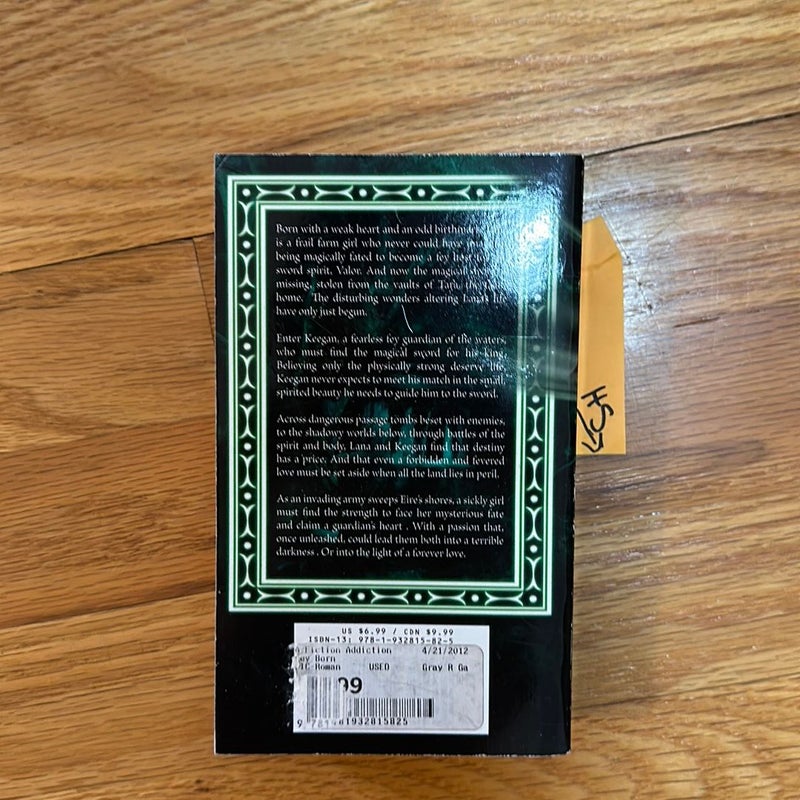 Born with a weak heart and an odd birthmark,
is a frail farm girl who never could have
being magically fated to become a fey host
sword spirit, Valor. And now the magical
missing, stolen from the vaults of Tara,
home. The disturbing wonders altering Lana's life
have only just begun.
Enter Keegan, a fearless fey guardian of the waters,
who must find the magical sword for his king.
Believing only the physically strong deserve life,
Keegan never expects to meet his match in the small,
spirited beauty he needs to guide him to the sword.
Across dangerous passage tombs beset with enemies,
to the shadowy worlds below, through battles of the
spirit and body, Lana and Keegan find that destiny
has a price. And that even a forbidden and fevered
love must be set aside when all the land lies in peril.
As an invading army sweeps Eire's shores, a sickly girl
must find the strength to face her mysterious fate
and claim a guardian's heart . With a passion that,
once unleashed, could lead them both into a terrible
darkness . Or into the light of a forever love.
US $6.99 / CDN $9.99
ISBN-13: 978-1-932815-82-5
Fiction Addiction 4/21/2012
Born
Roman USED Gray R Ga
99
9 781932815825